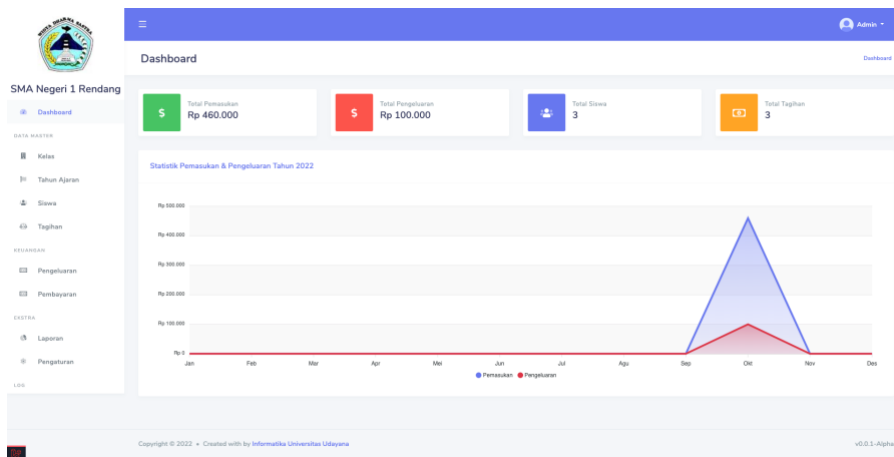 WIDYA DHARMA SASTRA
SMA Negeri 1 Rendang
Dashboard
DATA MASTER
Kelas
Tahun Ajaran
Siswa
Tagihan
KEUANGAN
Pengeluaran
Pembayaran
EKSTRA
Laporan
Pengaturan
LOG
Admin
Dashboard
Dashboard
Total Pemasukan
Rp 460.000
Total Pengeluaran
Rp 100.000
Total Siswa
3
Total Tagihan
3
Statistik Pemasukan & Pengeluaran Tahun 2022
Rp 500.000
Rp 400.000
Rp 300.000
Rp 200.000
Rp 100.000
Rp 0
Jan Feb Mar Apr Mei Jun Jul Agu Sep Okt Nov Des
Pemasukan Pengeluaran
Copyright © 2022 • Created with by Informatika Universitas Udayana
v0.0.1-Alpha